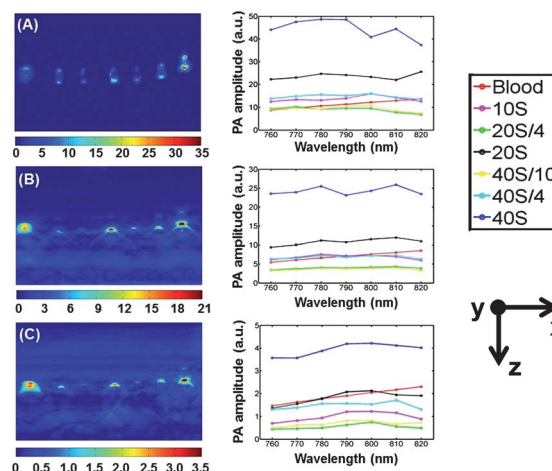 (A)
0 5 10 15 20 25 30 35
PA amplitude (a.u.)
50
40
30
20
10
0
760 770 780 790 800 810 820
Wavelength (nm)
(B)
0 3 6 9 12 15 18 21
PA amplitude (a.u.)
30
25
20
15
10
5
0
760 770 780 790 800 810 820
Wavelength (nm)
(C)
0 0.5 1.0 1.5 2.0 2.5 3.0 3.5
PA amplitude (a.u.)
5
4
3
2
1
0
760 770 780 790 800 810 820
Wavelength (nm)
Blood
10S
20S/4
20S
40S/10
40S/4
40S
y
x
z